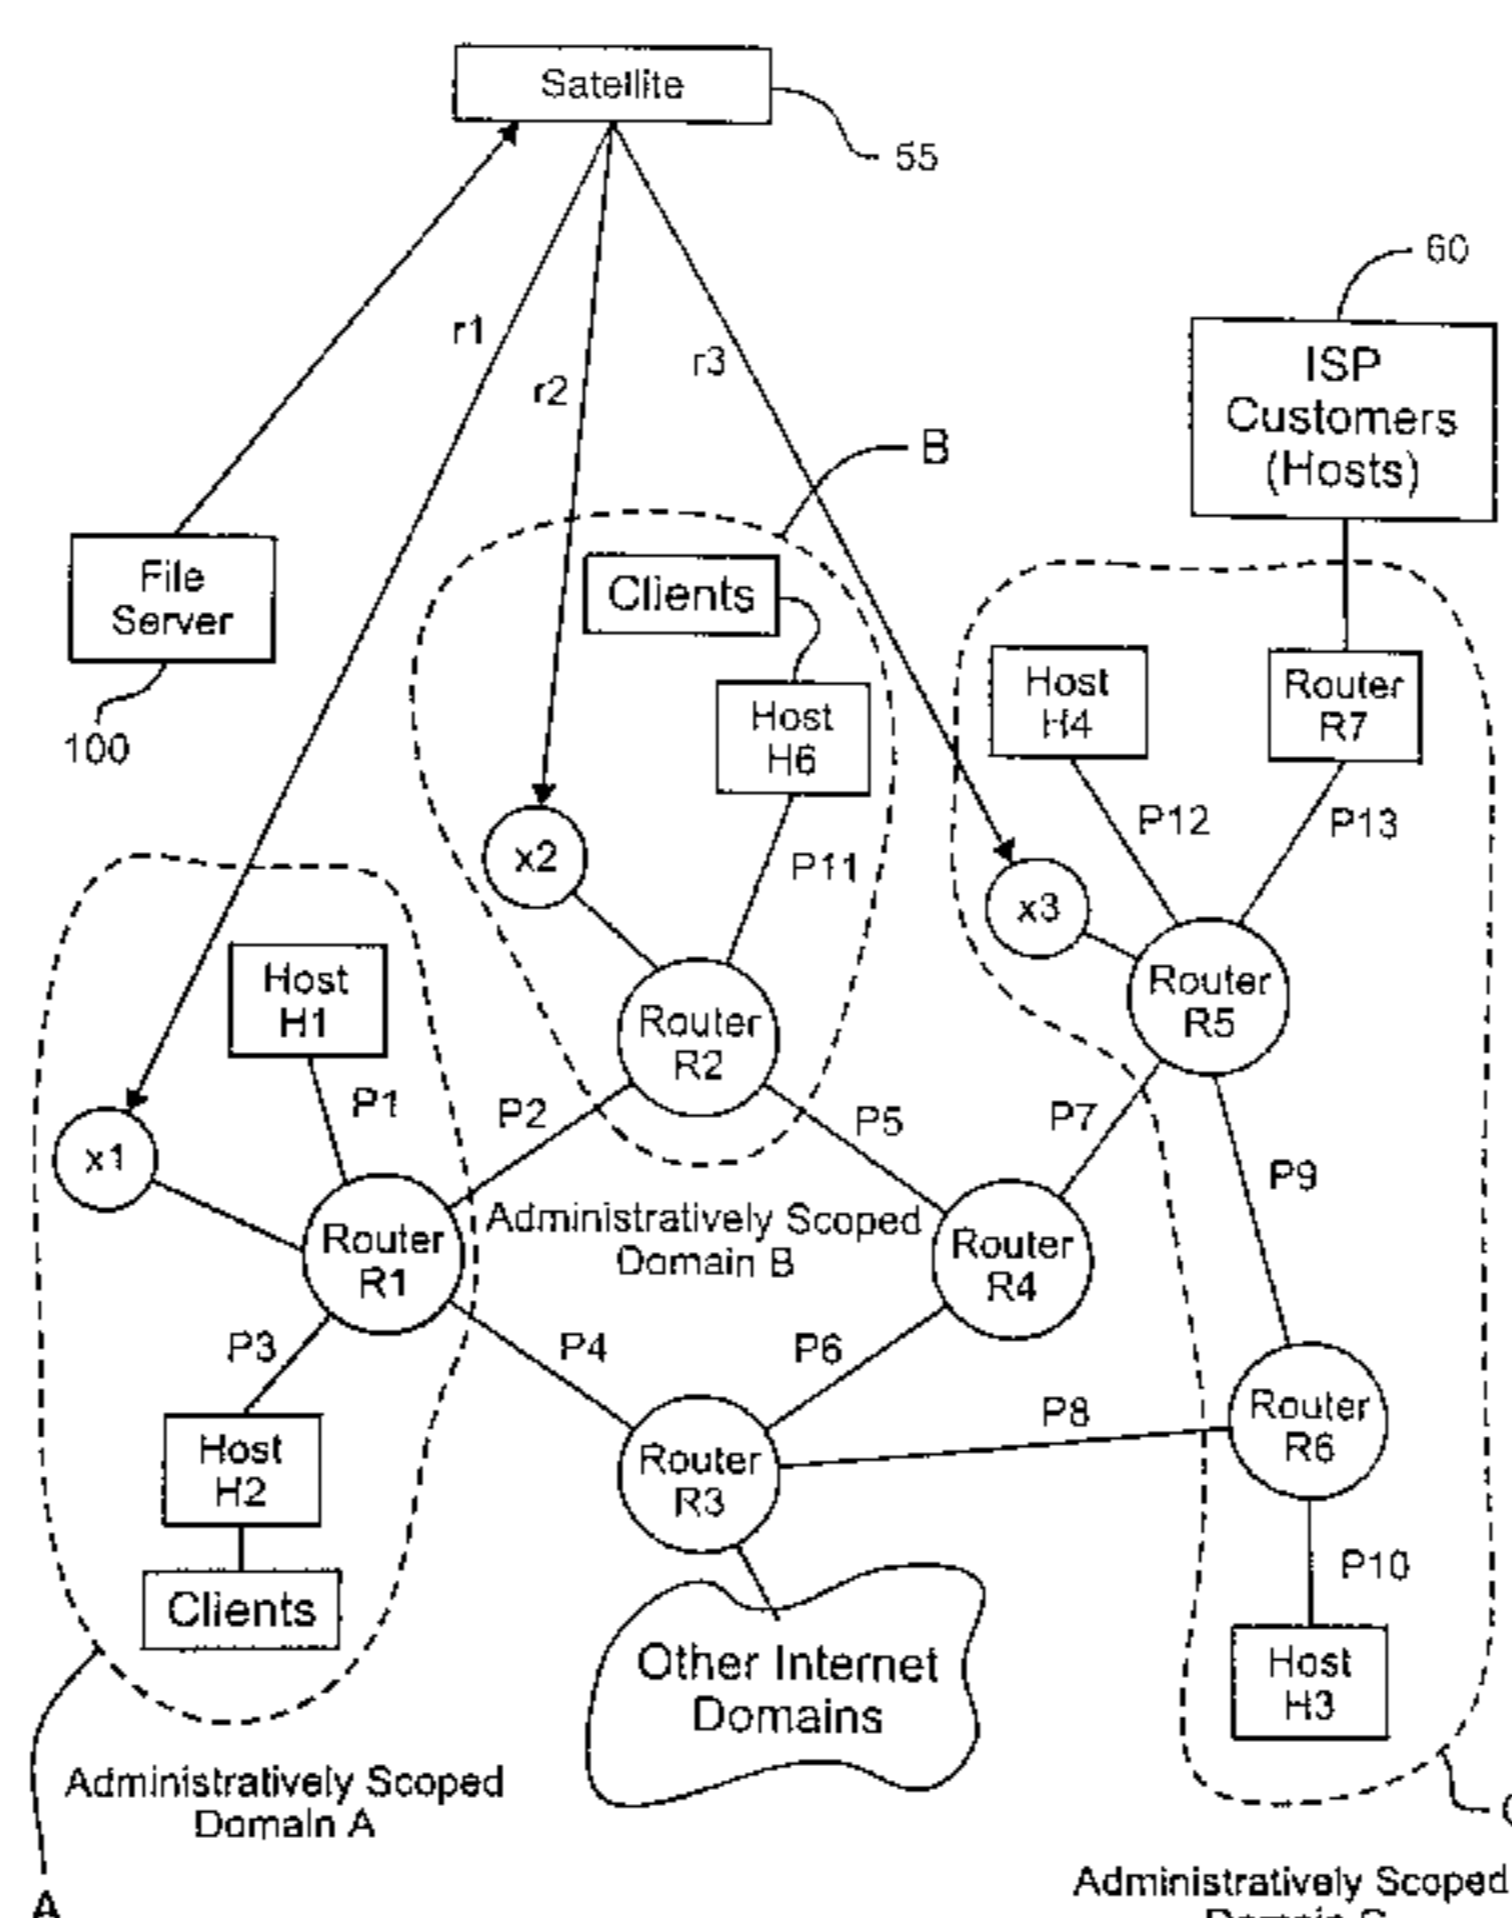 Satellite
55
60
r1
r2
r3
B
ISP
Customers
(Hosts)
File
Server
100
Clients
Host
H6
Host
H4
Router
R7
P12
P13
x2
P11
x3
Router
R5
Host
H1
Router
R2
P1
P2
P5
P7
P9
x1
Router
R1
Administratively Scoped
Domain B
Router
R4
P3
P4
P6
P8
Router
R6
Host
H2
Router
R3
P10
Clients
Other Internet
Domains
Host
H3
Administratively Scoped
Domain A
A
Administratively Scoped